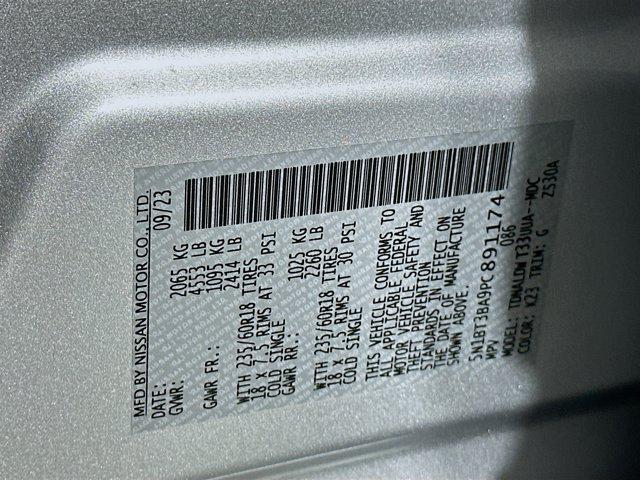 MFD BY NISSAN MOTOR CO., LTD.
DATE: 09/23
GVWR: 2065 KG
4553 LB
GAWR FR.: 1095 KG
2414 LB
WITH 235/60R18 TIRES
18 X 7.5 RIMS AT 33 PSI
COLD SINGLE
GAWR RR.: 1025 KG
2260 LB
WITH 235/60R18 TIRES
18 X 7.5 RIMS AT 30 PSI
COLD SINGLE
THIS VEHICLE CONFORMS TO
ALL APPLICABLE FEDERAL
MOTOR VEHICLE SAFETY AND
THEFT PREVENTION
STANDARDS IN EFFECT ON
THE DATE OF MANUFACTURE
SHOWN ABOVE.
5N1BT3BA9PC891174
MPV 086
MODEL: TDNALDW T33UUA--MDC
COLOR: K23 TRIM: G Z530A